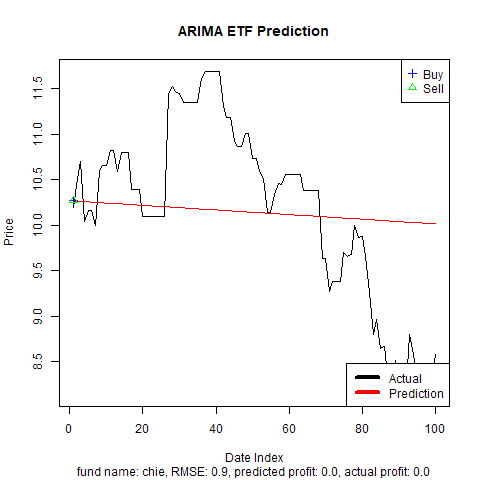 ARIMA ETF Prediction
Buy
Sell
Price
11.5
11.0
10.5
10.0
9.5
9.0
8.5
0 20 40 60 80 100
Actual
Prediction
Date Index
fund name: chie, RMSE: 0.9, predicted profit: 0.0, actual profit: 0.0